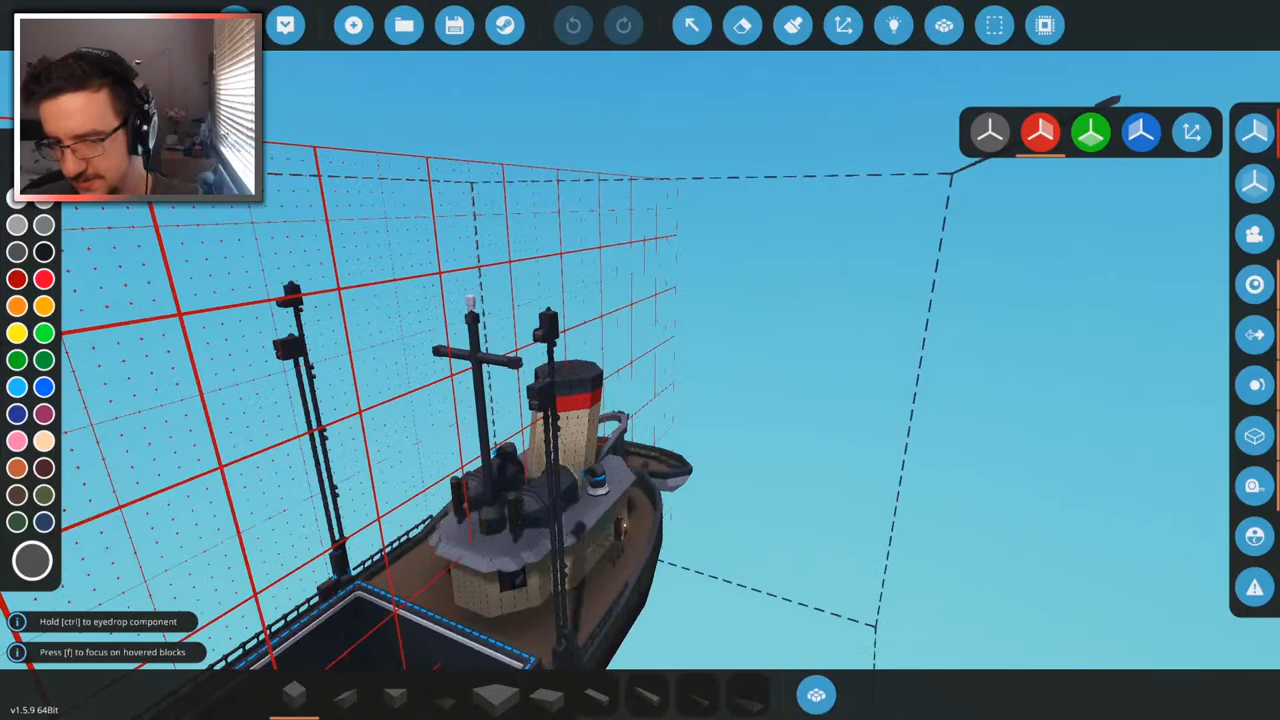 Hold [ctrl] to eyedrop component
Press [f] to focus on hovered blocks
v1.5.9 64Bit